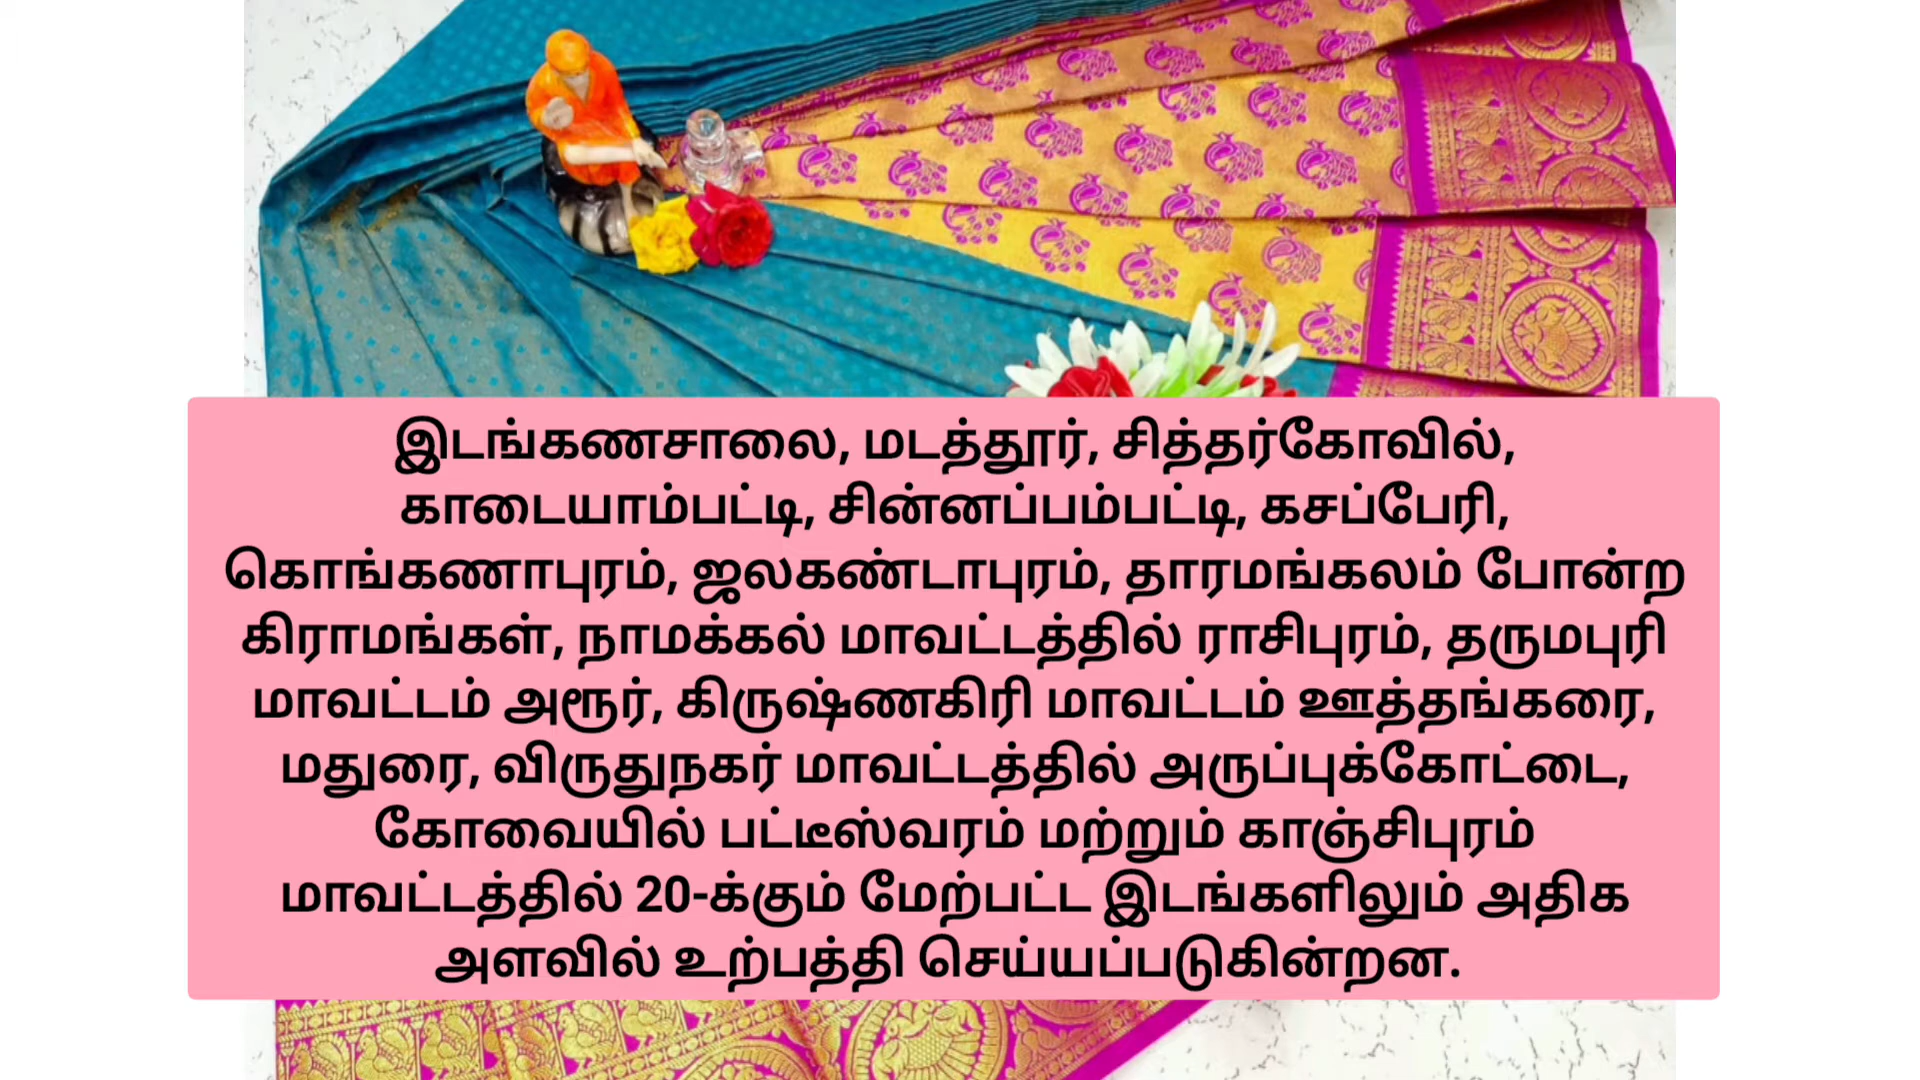 இடங்கணசாலை, மடத்தூர், சித்தர்கோவில்,
காடையாம்பட்டி, சின்னப்பம்பட்டி, கசப்பேரி,
கொங்கணாபுரம், ஜலகண்டாபுரம், தாரமங்கலம் போன்ற
கிராமங்கள், நாமக்கல் மாவட்டத்தில் ராசிபுரம், தருமபுரி
மாவட்டம் அரூர், கிருஷ்ணகிரி மாவட்டம் ஊத்தங்கரை,
மதுரை, விருதுநகர் மாவட்டத்தில் அருப்புக்கோட்டை,
கோவையில் பட்டீஸ்வரம் மற்றும் காஞ்சிபுரம்
மாவட்டத்தில் 20-க்கும் மேற்பட்ட இடங்களிலும் அதிக
அளவில் உற்பத்தி செய்யப்படுகின்றன.